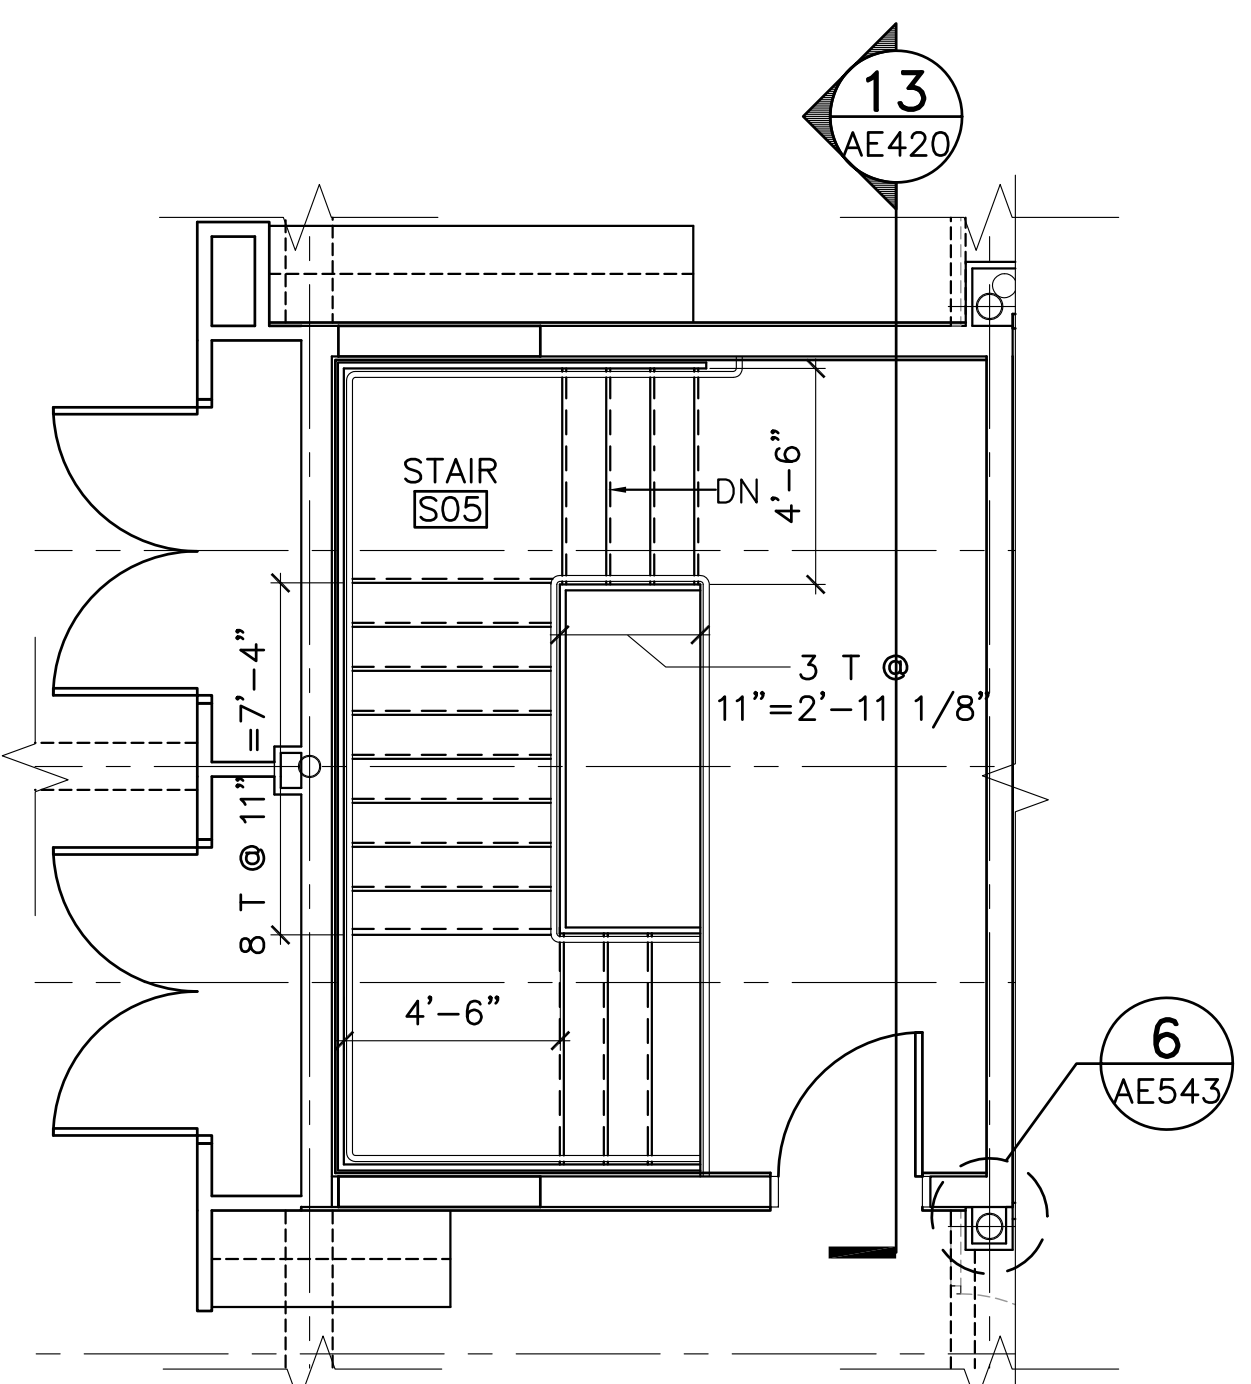 13
AE420
STAIR
S05
DN
4'-6"
3 T @
11"=2'-11 1/8"
8 T @ 11"=7'-4"
4'-6"
6
AE543